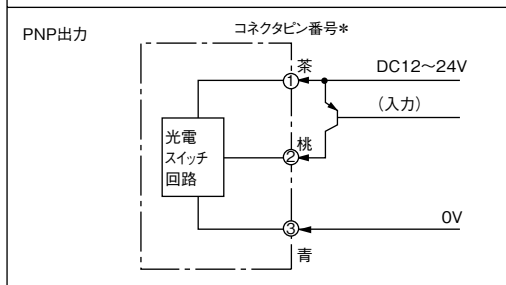 PNP出力
コネクタピン番号*
茶
DC12～24V
①
(入力)
光電
スイッチ
回路
桃
②
0V
③
青